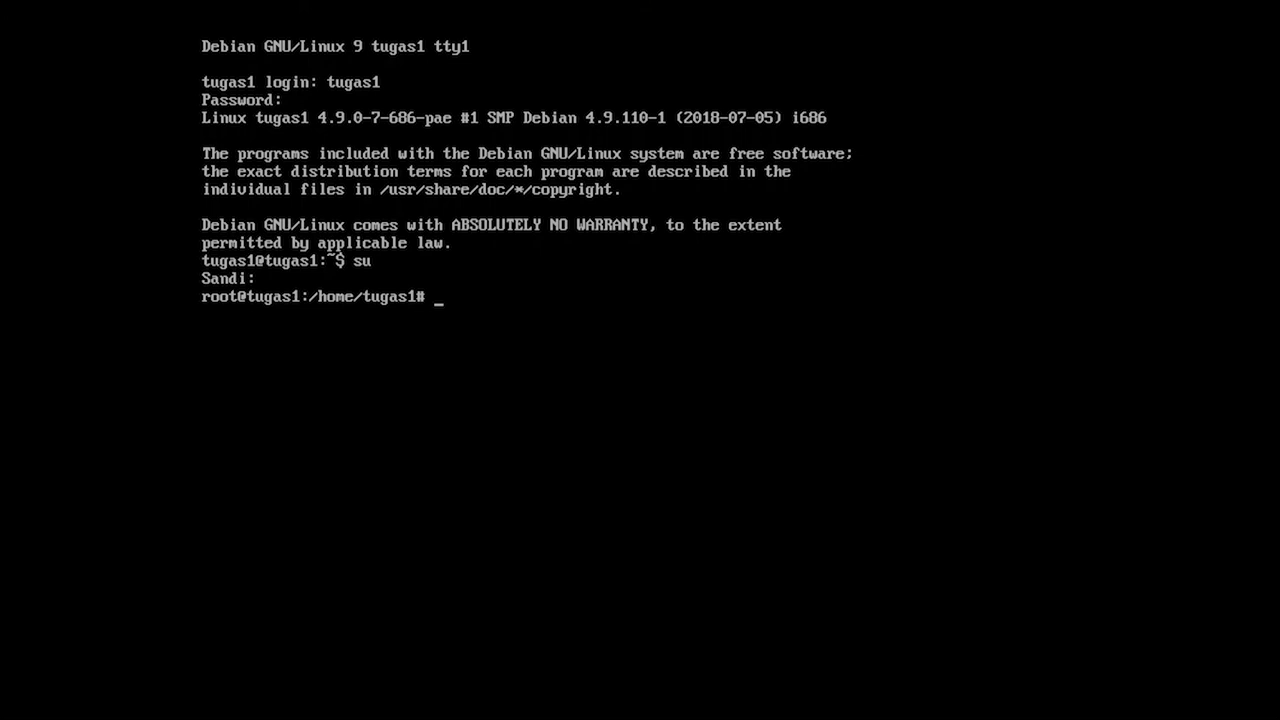 Debian GNU/Linux 9 tugas1 tty1
tugas1 login: tugas1
Password:
Linux tugas1 4.9.0-7-686-pae #1 SMP Debian 4.9.110-1 (2018-07-05) i686
The programs included with the Debian GNU/Linux system are free software;
the exact distribution terms for each program are described in the
individual files in /usr/share/doc/*/copyright.
Debian GNU/Linux comes with ABSOLUTELY NO WARRANTY, to the extent
permitted by applicable law.
tugas1@tugas1:~$ su
Sandi:
root@tugas1:/home/tugas1# _